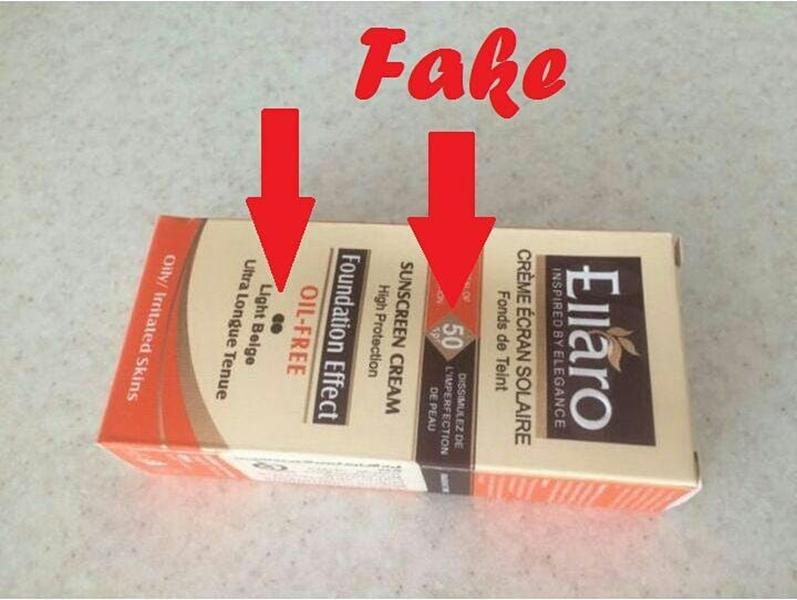 Fake
Ellaro
INSPIRED BY ELEGANCE
CRÈME ÉCRAN SOLAIRE
Fonds de Teint
50
DISSIMULEZ DE
L'IMPERFECTION
DE PEAU
SUNSCREEN CREAM
High Protection
Foundation Effect
OIL-FREE
Light Beige
Ultra Longue Tenue
Oily/ Irritated Skins